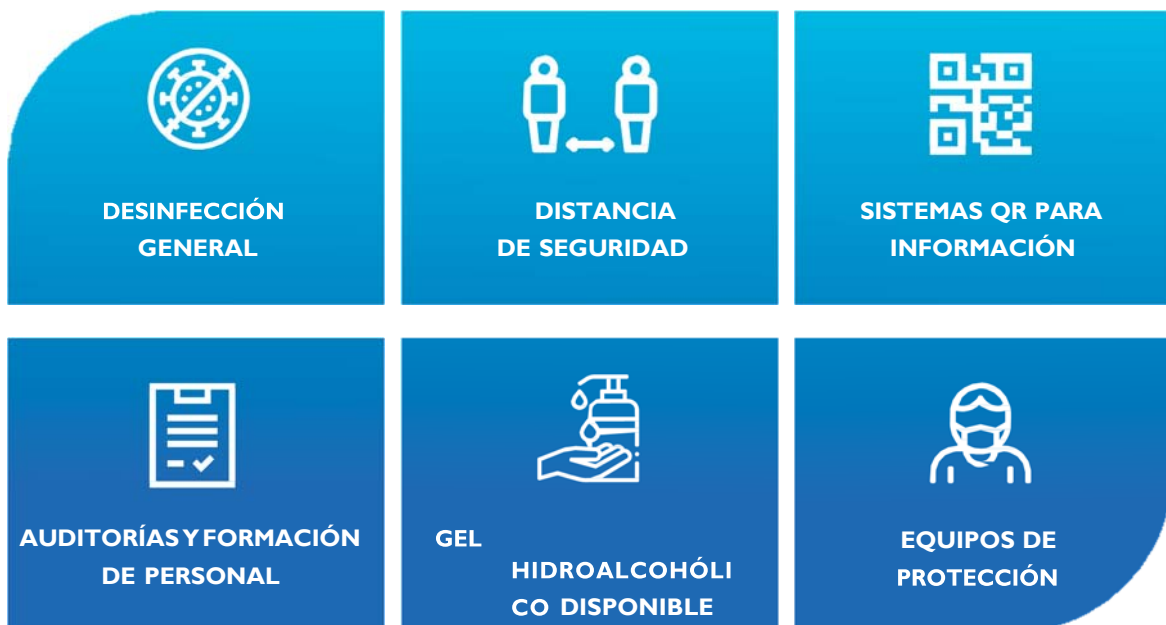 DESINFECCIÓN
GENERAL
DISTANCIA
DE SEGURIDAD
SISTEMAS QR PARA
INFORMACIÓN
AUDITORÍAS Y FORMACIÓN
DE PERSONAL
GEL
HIDROALCOHÓLI
CO DISPONIBLE
EQUIPOS DE
PROTECCIÓN